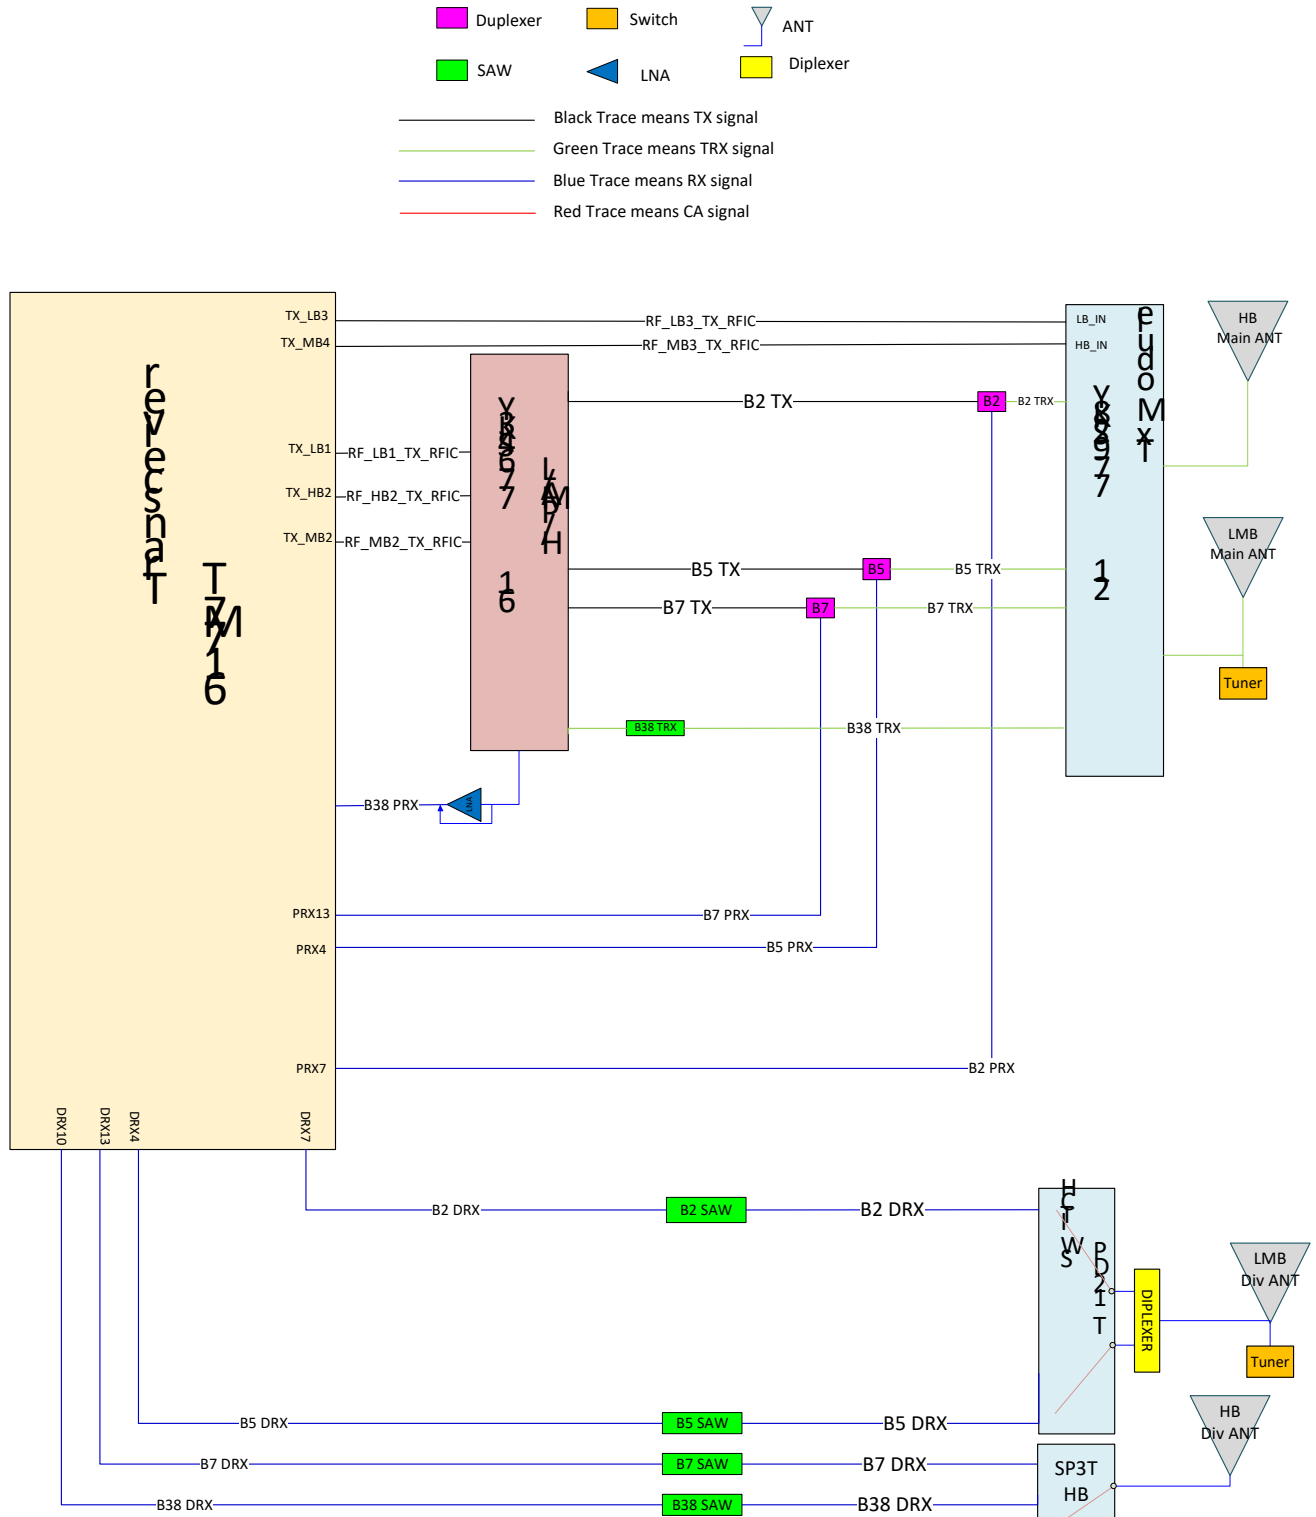 Duplexer
Switch
ANT
SAW
LNA
Diplexer
Black Trace means TX signal
Green Trace means TRX signal
Blue Trace means RX signal
Red Trace means CA signal
Transceiver
TX_LB3
TX_MB4
TX_LB1
TX_HB2
TX_MB2
RF_LB3_TX_RFIC
RF_MB3_TX_RFIC
RF_LB1_TX_RFIC
RF_HB2_TX_RFIC
RF_MB2_TX_RFIC
LB_IN
HB_IN
HB
Main ANT
LMB
Main ANT
Tuner
B2 TX
B2
B2 TRX
B5 TX
B5
B5 TRX
B7 TX
B7
B7 TRX
B38 TRX
B38 TRX
B38 PRX
LNA
PRX13
B7 PRX
PRX4
B5 PRX
PRX7
B2 PRX
DRX10
DRX13
DRX4
DRX7
B2 DRX
B2 SAW
B2 DRX
SWITCH
DIPLEXER
LMB
Div ANT
Tuner
B5 DRX
B5 SAW
B5 DRX
B7 DRX
B7 SAW
B7 DRX
B38 DRX
B38 SAW
B38 DRX
SP3T
HB
HB
Div ANT